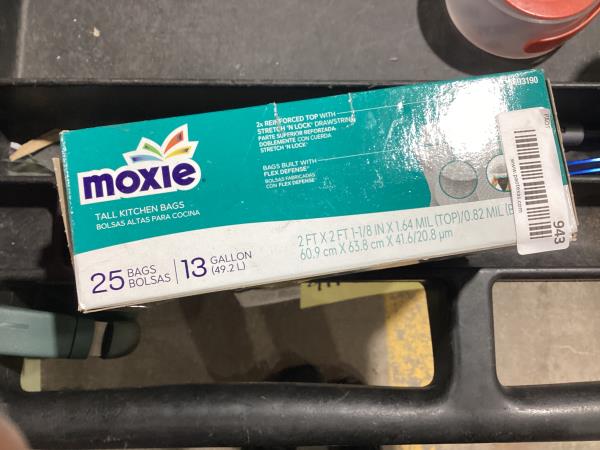 moxie
TALL KITCHEN BAGS
BOLSAS ALTAS PARA COCINA
25 BAGS
BOLSAS
13 GALLON
(49.2 L)
2x REINFORCED TOP WITH
STRETCH 'N LOCK® DRAWSTRING
PARTE SUPERIOR REFORZADA
DOBLEMENTE CON CUERDA
STRETCH 'N LOCK®
BAGS BUILT WITH
FLEX DEFENSE®
BOLSAS FABRICADAS
CON FLEX DEFENSE®
2 FT X 2 FT 1-1/8 IN X 1.64 MIL (TOP)/0.82 MIL
60.9 cm X 63.8 cm X 41.6/20.8 µm
943